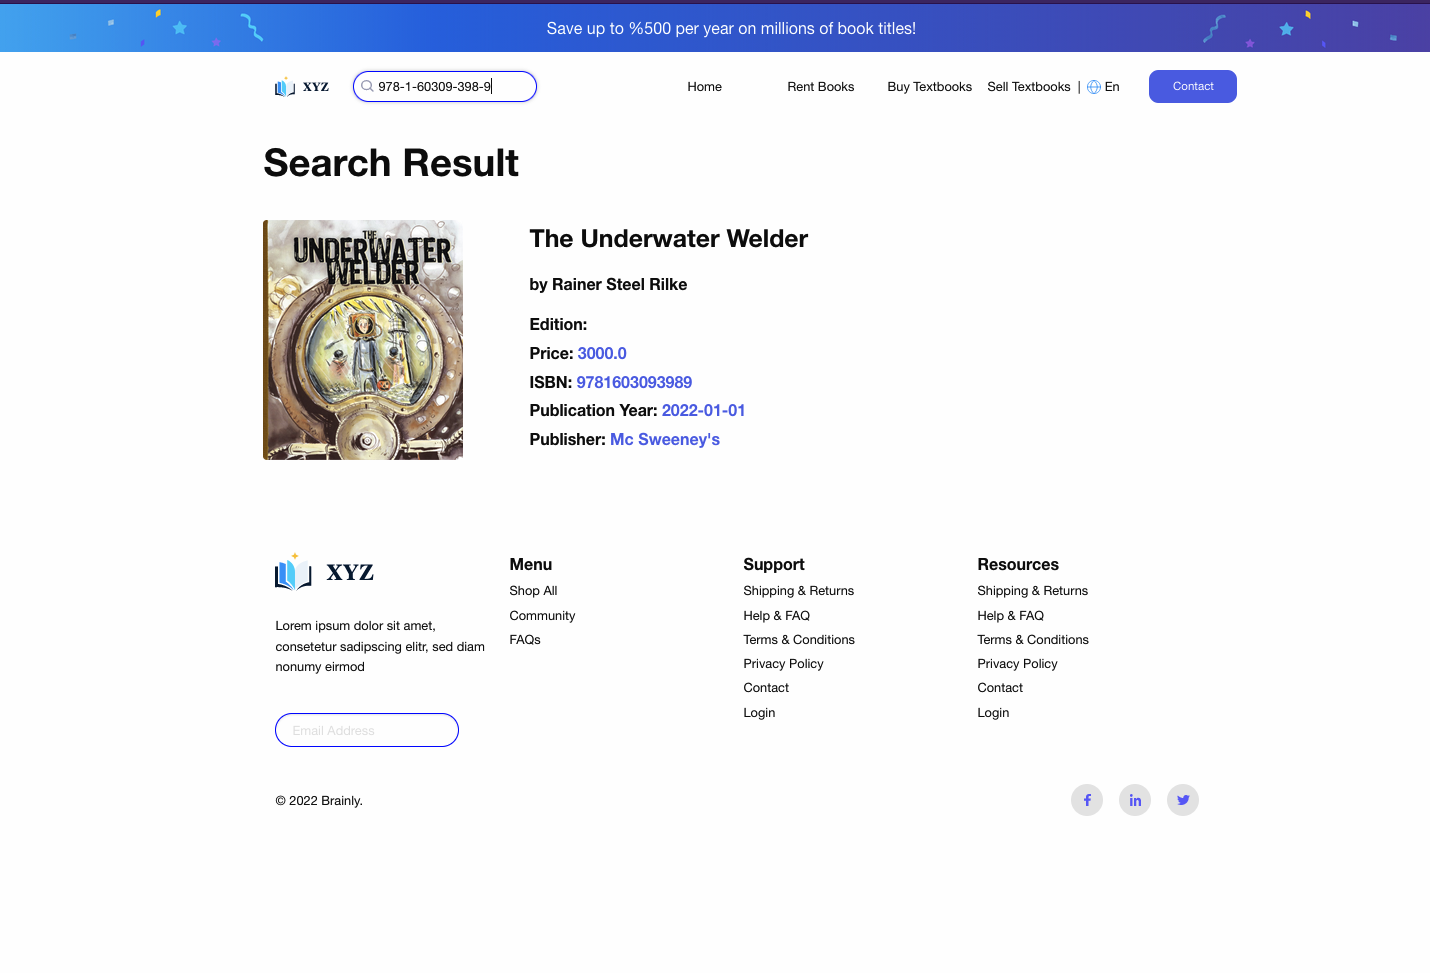 Save up to %500 per year on millions of book titles!
XYZ
978-1-60309-398-9
Home
Rent Books
Buy Textbooks
Sell Textbooks | En
Contact
Search Result
THE
UNDERWATER
WELDER
The Underwater Welder
by Rainer Steel Rilke
Edition:
Price: 3000.0
ISBN: 9781603093989
Publication Year: 2022-01-01
Publisher: Mc Sweeney's
XYZ
Lorem ipsum dolor sit amet,
consetetur sadipscing elitr, sed diam
nonumy eirmod
Email Address
Menu
Shop All
Community
FAQs
Support
Shipping & Returns
Help & FAQ
Terms & Conditions
Privacy Policy
Contact
Login
Resources
Shipping & Returns
Help & FAQ
Terms & Conditions
Privacy Policy
Contact
Login
© 2022 Brainly.